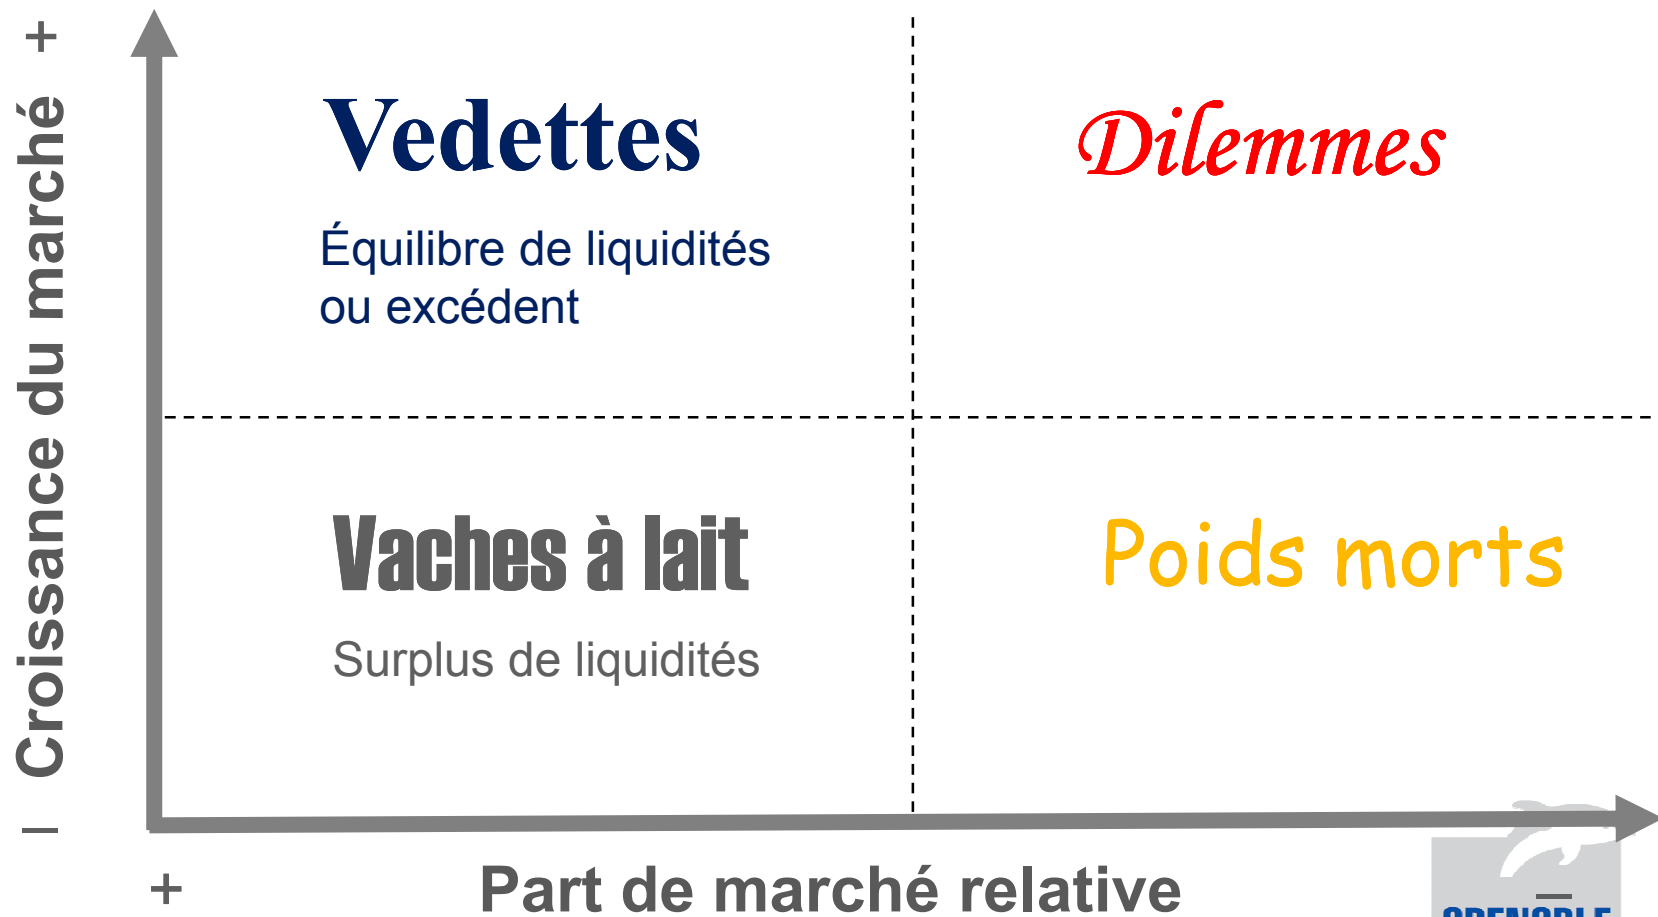 +
Croissance du marché
–
Vedettes
Équilibre de liquidités
ou excédent
Dilemmes
Vaches à lait
Surplus de liquidités
Poids morts
+
Part de marché relative
–
GRENOBLE